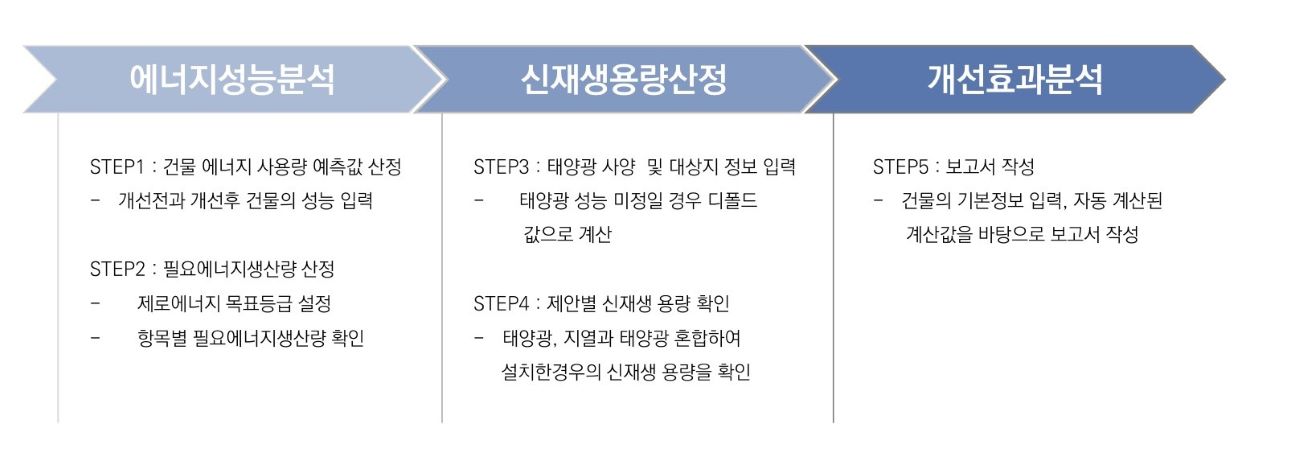 에너지성능분석
STEP1 : 건물 에너지 사용량 예측값 산정
- 개선전과 개선후 건물의 성능 입력
STEP2 : 필요에너지생산량 산정
- 제로에너지 목표등급 설정
- 항목별 필요에너지생산량 확인
신재생용량산정
STEP3 : 태양광 사양 및 대상지 정보 입력
- 태양광 성능 미정일 경우 디폴드
값으로 계산
STEP4 : 제안별 신재생 용량 확인
- 태양광, 지열과 태양광 혼합하여
설치한경우의 신재생 용량을 확인
개선효과분석
STEP5 : 보고서 작성
- 건물의 기본정보 입력, 자동 계산된
계산값을 바탕으로 보고서 작성